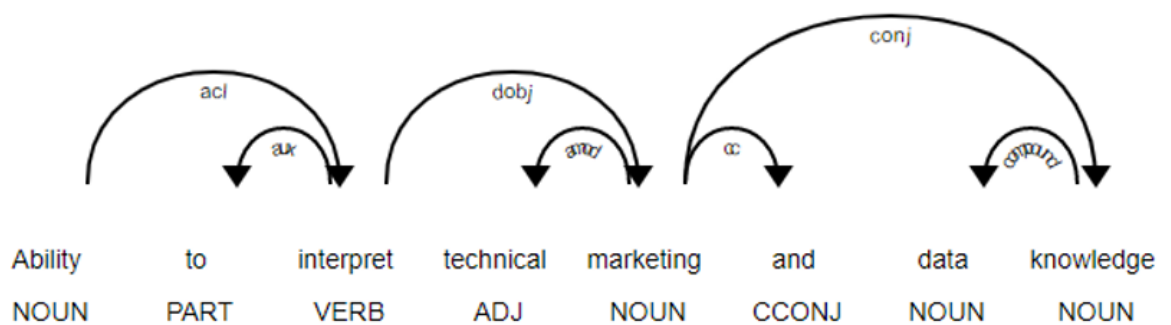 conj
acl dobj
aux amod cc compound
Ability to interpret technical marketing and data knowledge
NOUN PART VERB ADJ NOUN CCONJ NOUN NOUN